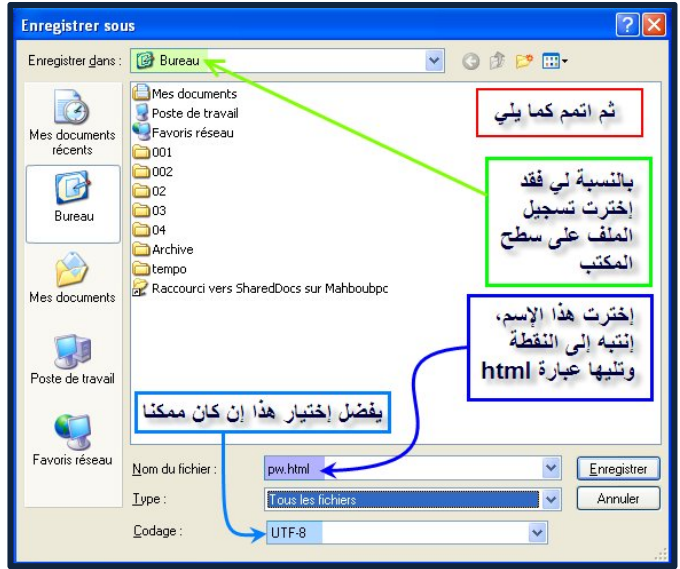 Enregistrer sous
Enregistrer dans :
Bureau
Mes documents récents
Bureau
Mes documents
Poste de travail
Favoris réseau
Mes documents
Poste de travail
Favoris réseau
001
002
02
03
04
Archive
tempo
Raccourci vers SharedDocs sur Mahboubpc
ثم اتمم كما يلي
بالنسبة لي فقد
إخترت تسجيل
الملف على سطح
المكتب
إخترت هذا الإسم،
إنتبه إلى النقطة
وتليها عبارة html
يفضل إختيار هذا إن كان ممكنا
Nom du fichier :
pw.html
Enregistrer
Type :
Tous les fichiers
Annuler
Codage :
UTF-8